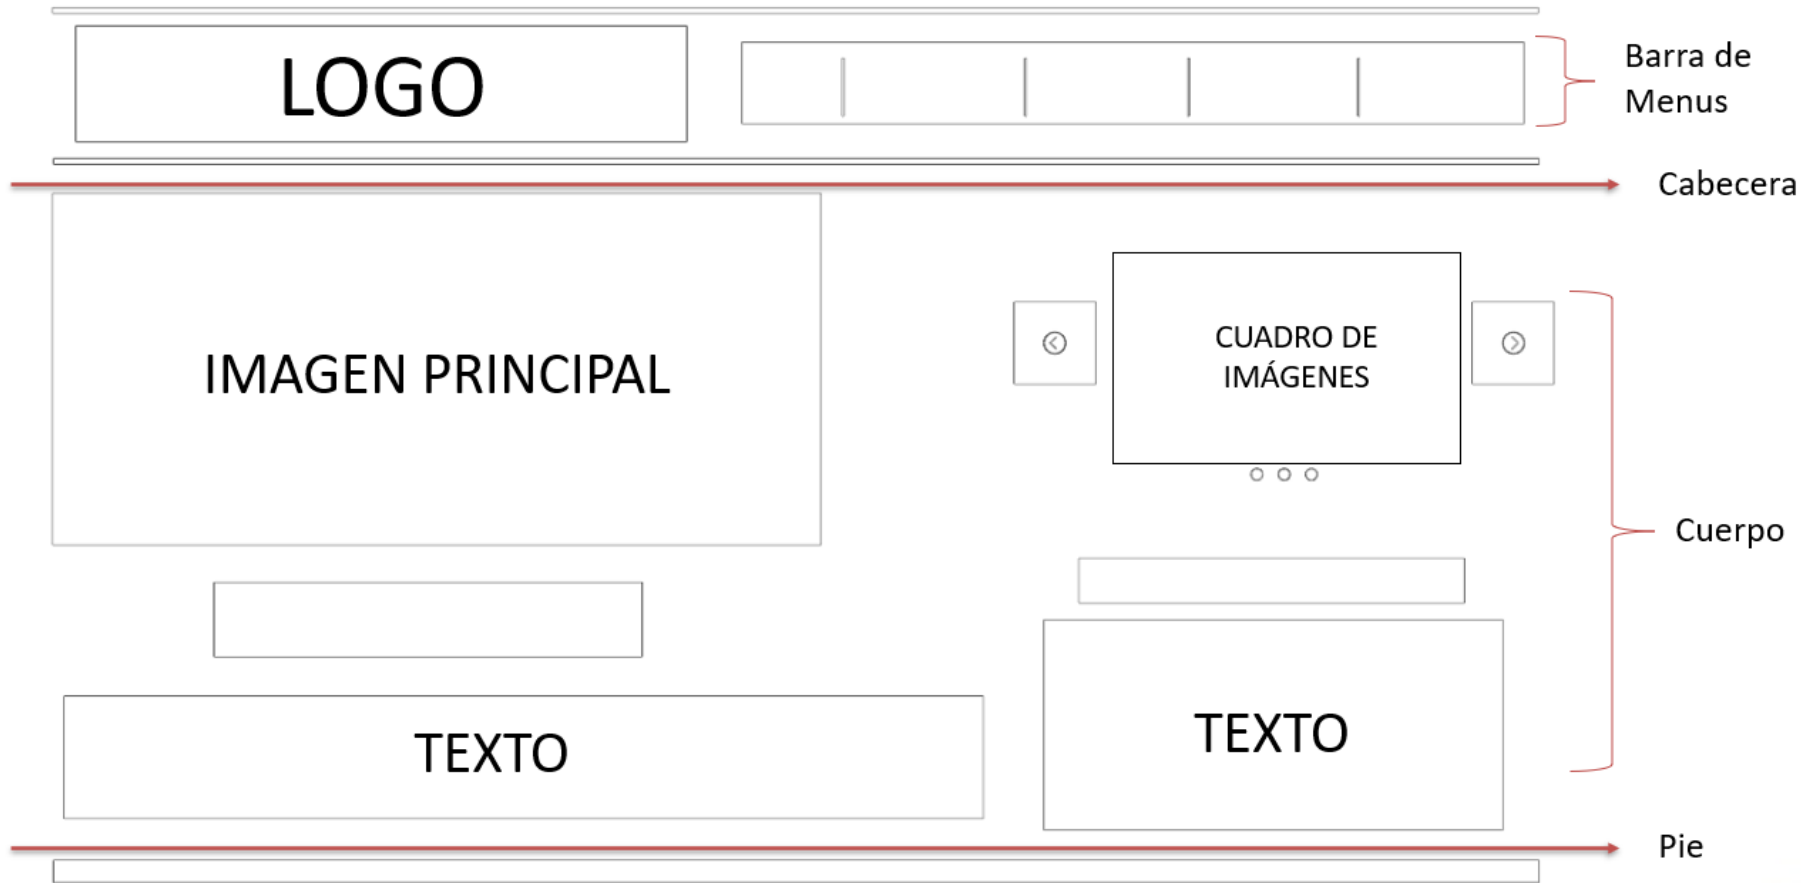 LOGO
Barra de
Menus
Cabecera
IMAGEN PRINCIPAL
CUADRO DE
IMÁGENES
Cuerpo
TEXTO
TEXTO
Pie